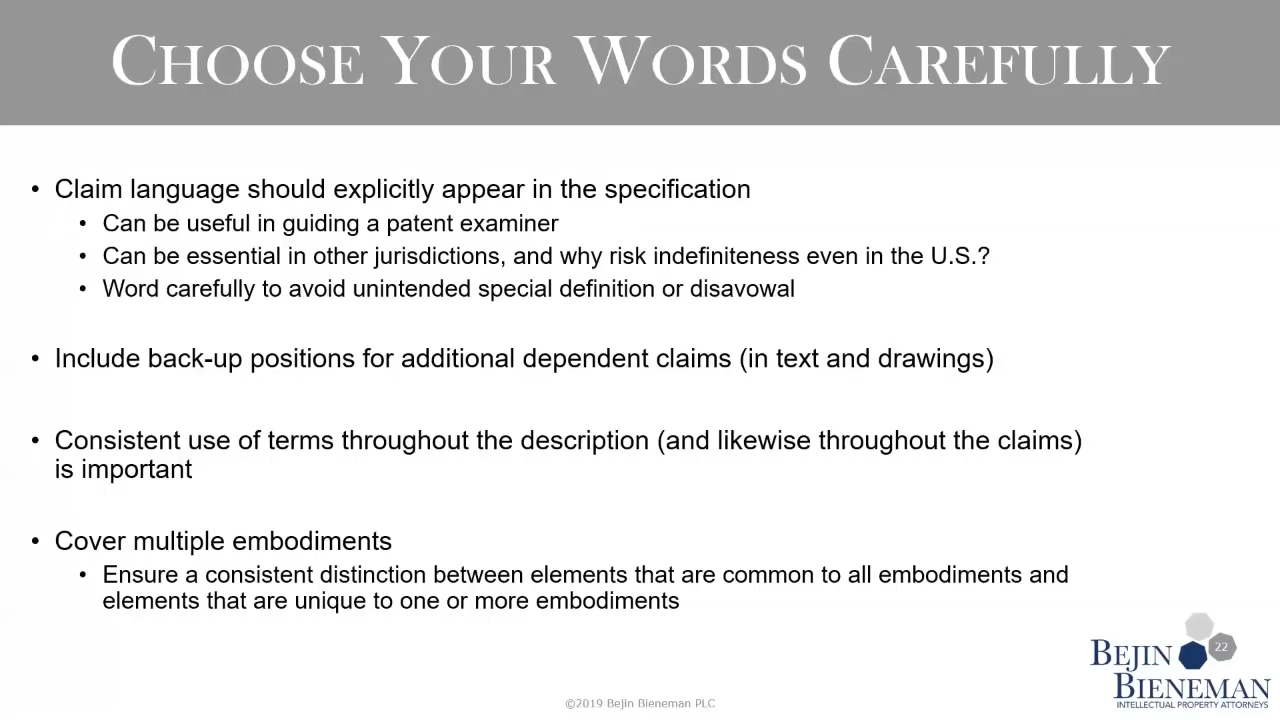 CHOOSE YOUR WORDS CAREFULLY
• Claim language should explicitly appear in the specification
• Can be useful in guiding a patent examiner
• Can be essential in other jurisdictions, and why risk indefiniteness even in the U.S.?
• Word carefully to avoid unintended special definition or disavowal
• Include back-up positions for additional dependent claims (in text and drawings)
• Consistent use of terms throughout the description (and likewise throughout the claims)
is important
• Cover multiple embodiments
• Ensure a consistent distinction between elements that are common to all embodiments and
elements that are unique to one or more embodiments
22
BEJIN
BIENEMAN
INTELLECTUAL PROPERTY ATTORNEYS
©2019 Bejin Bieneman PLC